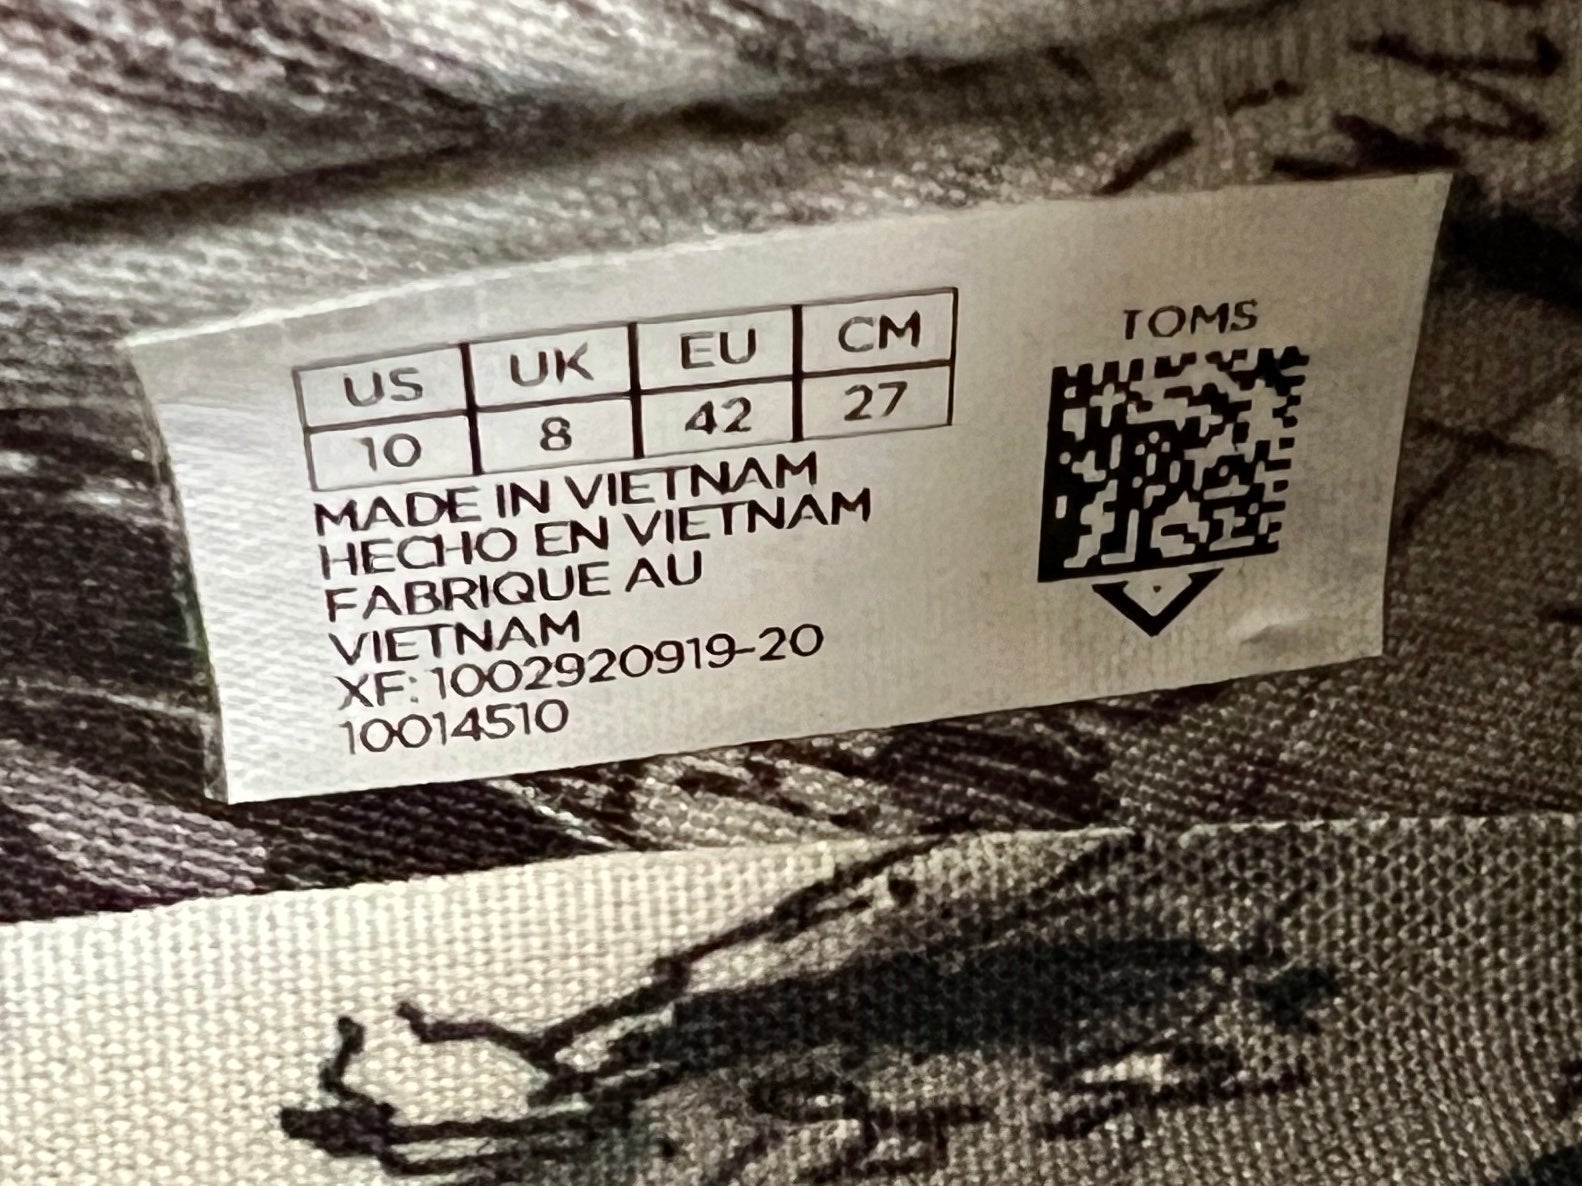 US UK EU CM
10 8 42 27
MADE IN VIETNAM
HECHO EN VIETNAM
FABRIQUE AU
VIETNAM
XF: 1002920919-20
10014510
TOMS